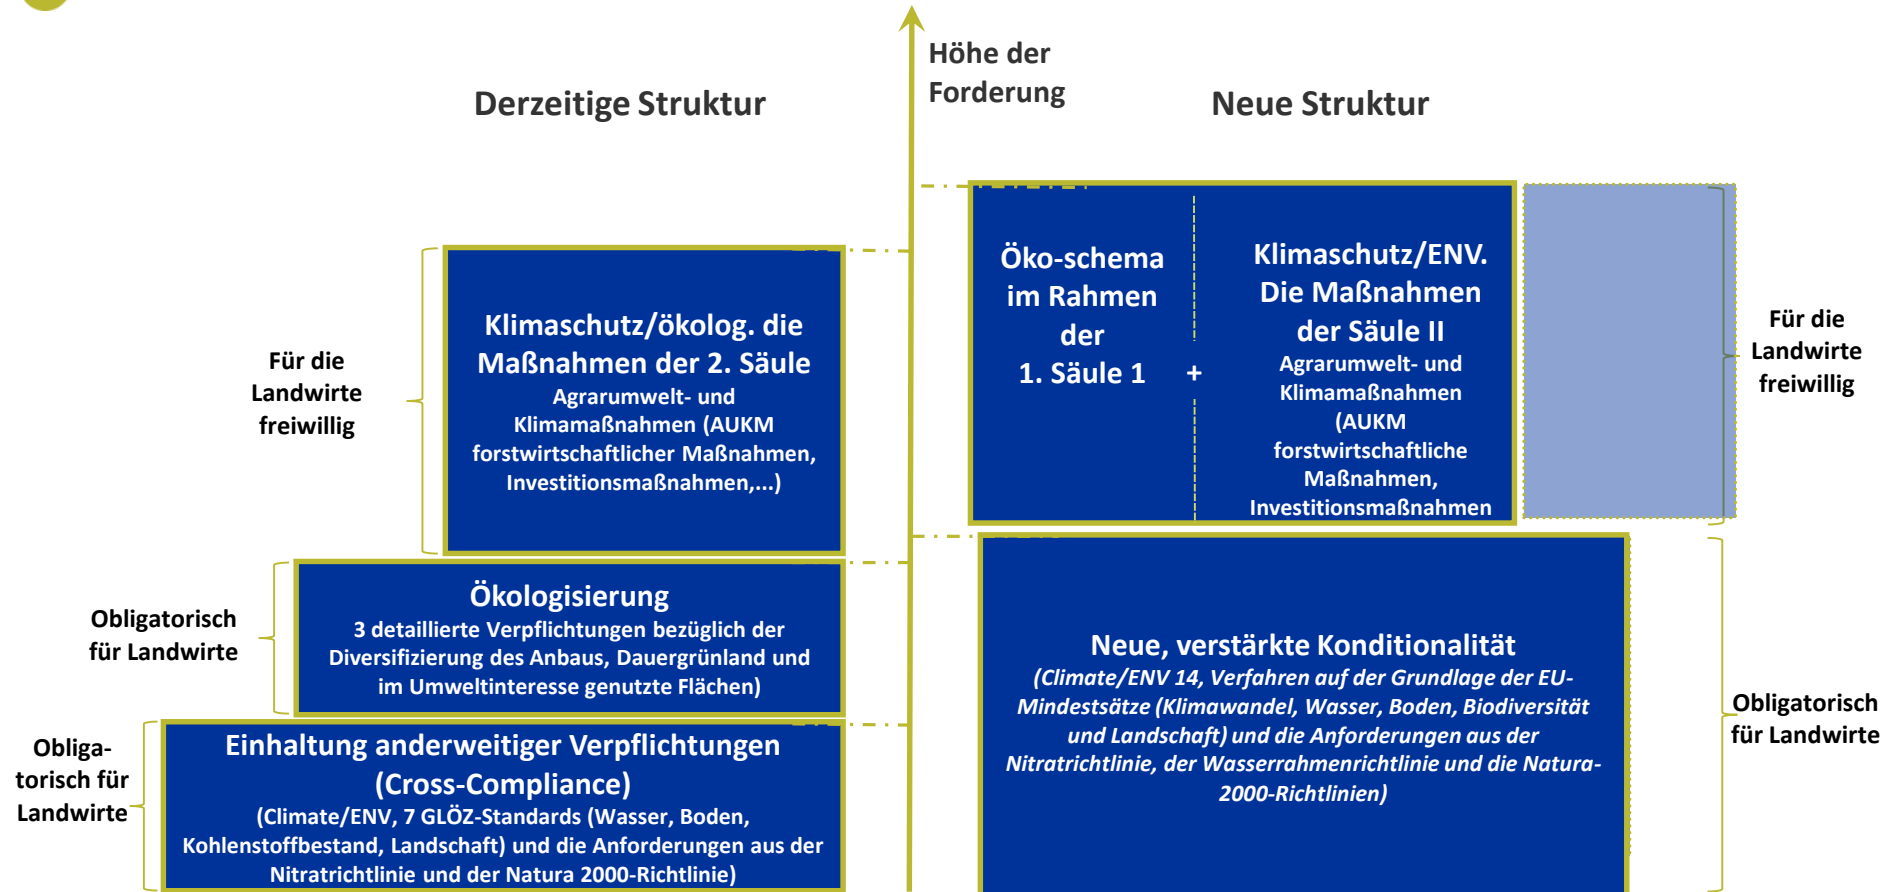 Höhe der
Forderung
Derzeitige Struktur
Neue Struktur
Für die
Landwirte
freiwillig
Klimaschutz/ökolog. die
Maßnahmen der 2. Säule
Agrarumwelt- und
Klimamaßnahmen (AUKM
forstwirtschaftlicher Maßnahmen,
Investitionsmaßnahmen,...)
Obligatorisch
für Landwirte
Ökologisierung
3 detaillierte Verpflichtungen bezüglich der
Diversifizierung des Anbaus, Dauergrünland und
im Umweltinteresse genutzte Flächen)
Obliga-
torisch für
Landwirte
Einhaltung anderweitiger Verpflichtungen
(Cross-Compliance)
(Climate/ENV, 7 GLÖZ-Standards (Wasser, Boden,
Kohlenstoffbestand, Landschaft) und die Anforderungen aus der
Nitratrichtlinie und der Natura 2000-Richtlinie)
Öko-schema
im Rahmen
der
1. Säule 1
+
Klimaschutz/ENV.
Die Maßnahmen
der Säule II
Agrarumwelt- und
Klimamaßnahmen
(AUKM
forstwirtschaftliche
Maßnahmen,
Investitionsmaßnahmen
Für die
Landwirte
freiwillig
Neue, verstärkte Konditionalität
(Climate/ENV 14, Verfahren auf der Grundlage der EU-
Mindestsätze (Klimawandel, Wasser, Boden, Biodiversität
und Landschaft) und die Anforderungen aus der
Nitratrichtlinie, der Wasserrahmenrichtlinie und die Natura-
2000-Richtlinien)
Obligatorisch
für Landwirte